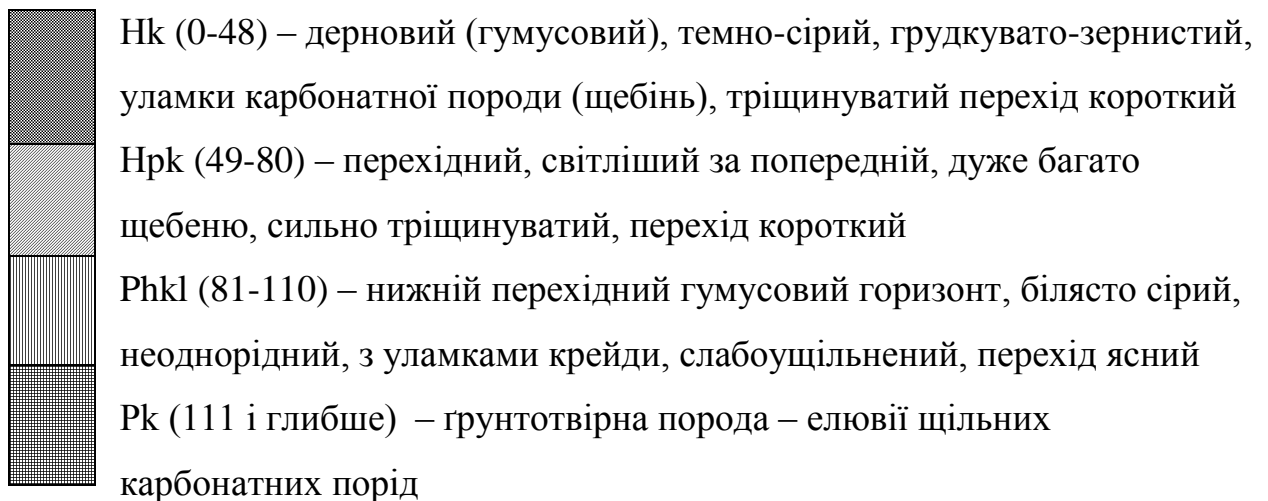 Hk (0-48) – дерновий (гумусовий), темно-сірий, грудкувато-зернистий,
уламки карбонатної породи (щебінь), тріщинуватий перехід короткий
Hpk (49-80) – перехідний, світліший за попередній, дуже багато
щебеню, сильно тріщинуватий, перехід короткий
Phkl (81-110) – нижній перехідний гумусовий горизонт, білясто сірий,
неоднорідний, з уламками крейди, слабоущільнений, перехід ясний
Pk (111 і глибше) – ґрунтотвірна порода – елювії щільних
карбонатних порід